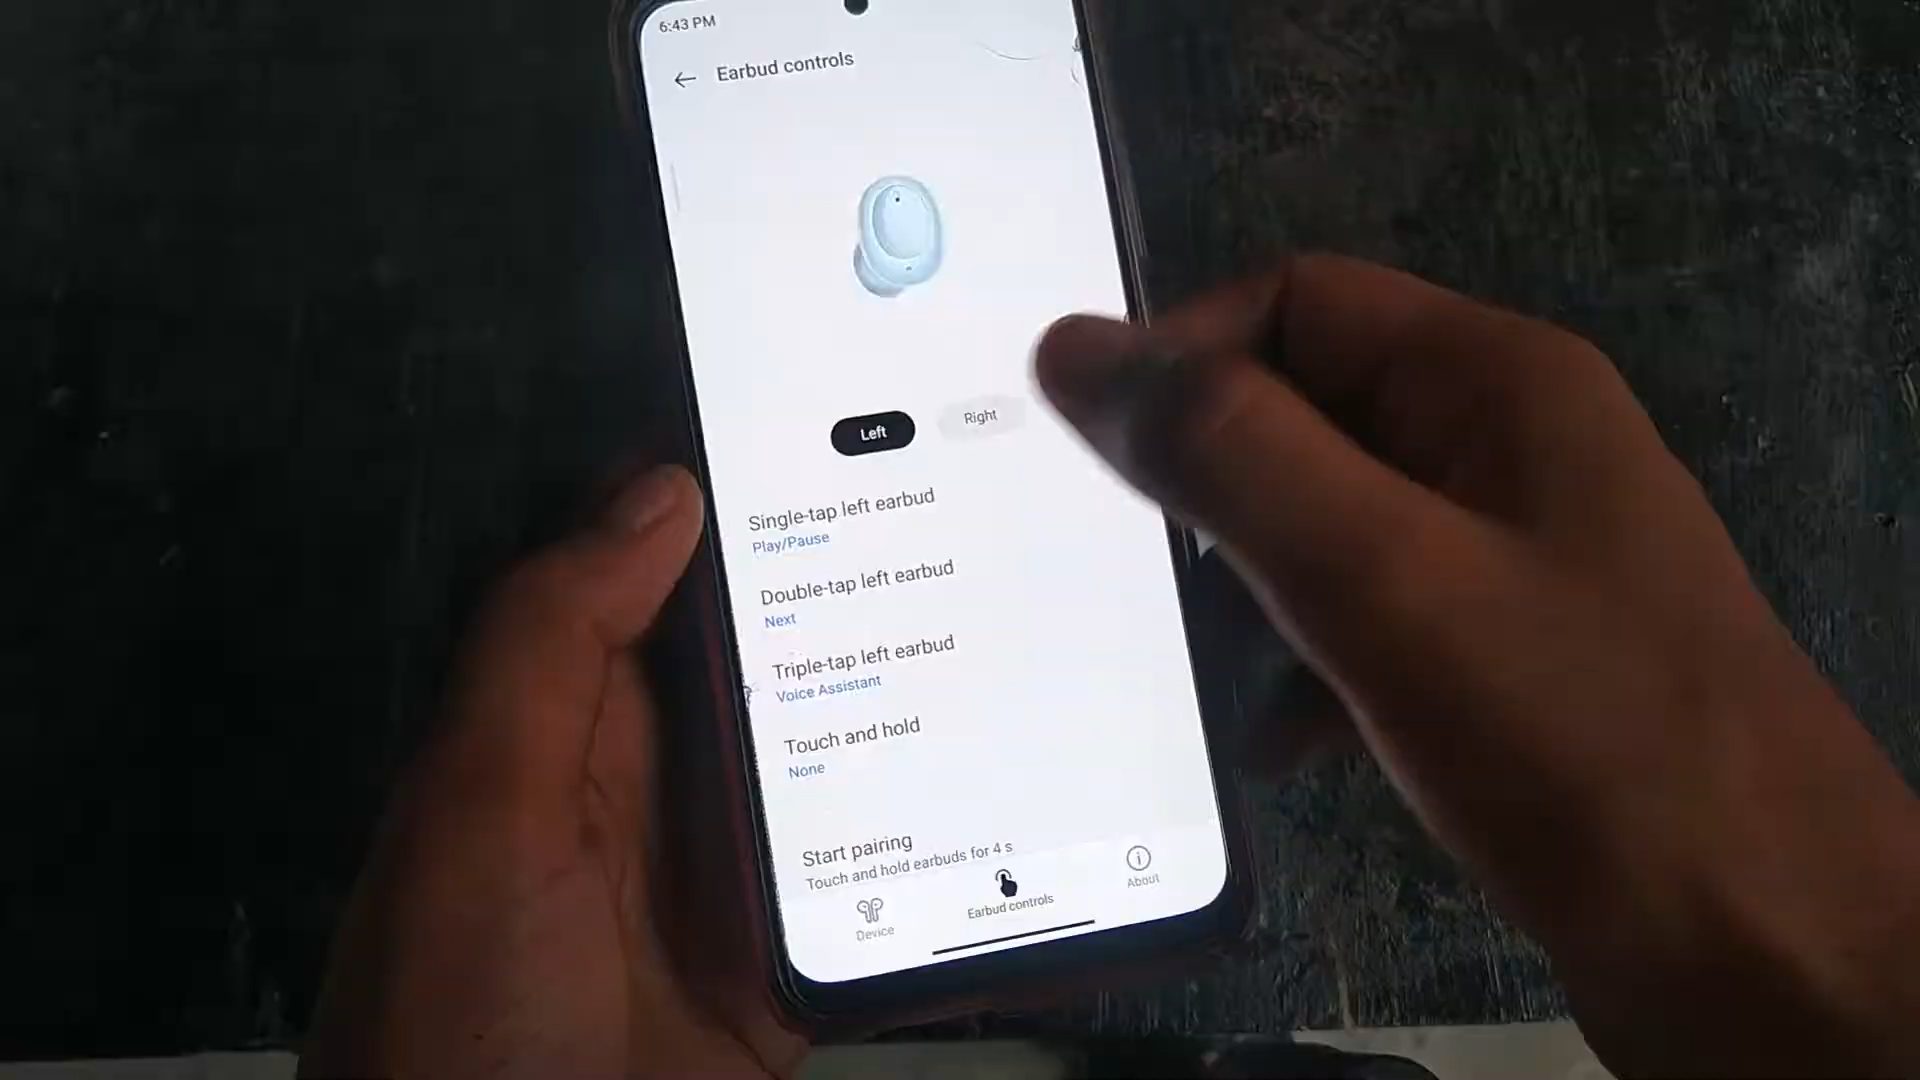 6:43 PM
Earbud controls
Left
Right
Single-tap left earbud
Play/Pause
Double-tap left earbud
Next
Triple-tap left earbud
Voice Assistant
Touch and hold
None
Start pairing
Touch and hold earbuds for 4 s
Device
Earbud controls
About